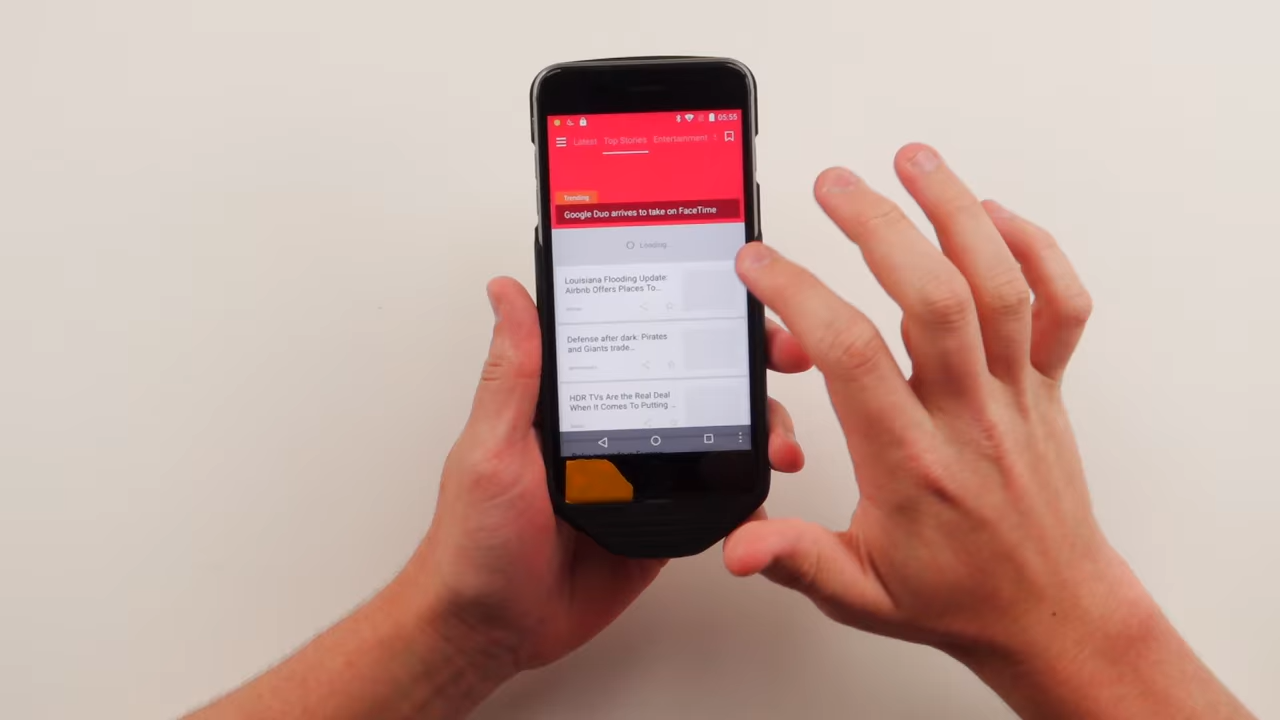 05:55
Latest Top Stories Entertainment
Trending
Google Duo arrives to take on FaceTime
Loading
Louisiana Flooding Update:
Airbnb Offers Places To...
Defense after dark: Pirates
and Giants trade...
HDR TVs Are the Real Deal
When It Comes To Putting ...